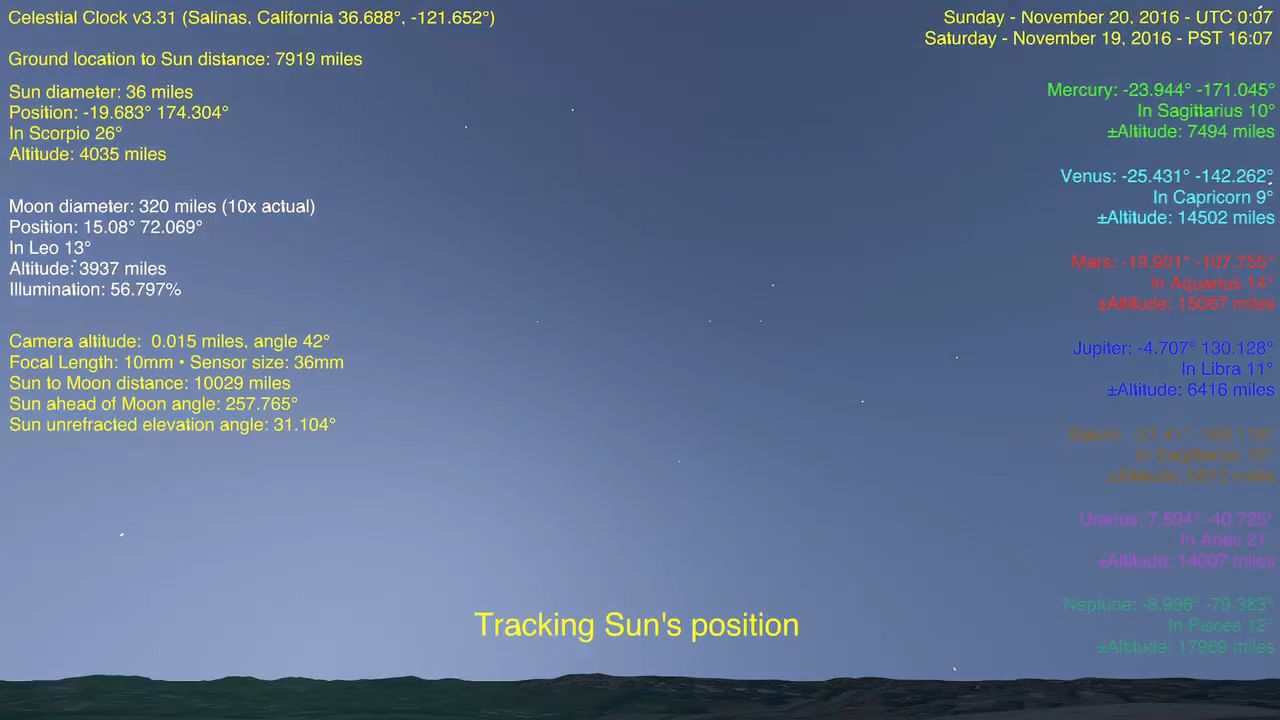 Celestial Clock v3.31 (Salinas, California 36.688°, -121.652°)
Ground location to Sun distance: 7919 miles
Sun diameter: 36 miles
Position: -19.683° 174.304°
In Scorpio 26°
Altitude: 4035 miles
Moon diameter: 320 miles (10x actual)
Position: 15.08° 72.069°
In Leo 13°
Altitude: 3937 miles
Illumination: 56.797%
Camera altitude: 0.015 miles, angle 42°
Focal Length: 10mm • Sensor size: 36mm
Sun to Moon distance: 10029 miles
Sun ahead of Moon angle: 257.765°
Sun unrefracted elevation angle: 31.104°
Sunday - November 20, 2016 - UTC 0:07
Saturday - November 19, 2016 - PST 16:07
Mercury: -23.944° -171.045°
In Sagittarius 10°
±Altitude: 7494 miles
Venus: -25.431° -142.262°
In Capricorn 9°
±Altitude: 14502 miles
Mars: -19.901° -107.755°
In Aquarius 14°
±Altitude: 15067 miles
Jupiter: -4.707° 130.128°
In Libra 11°
±Altitude: 6416 miles
Saturn:
In Sagittarius
±Altitude: miles
Uranus: 7.594° -40.725°
In Aries 21°
±Altitude: 14007 miles
Neptune: -8.996° -79.383°
In Pisces 12°
±Altitude: 17969 miles
Tracking Sun's position